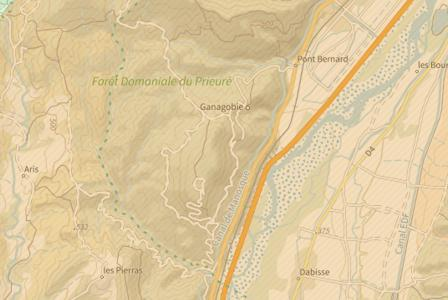 Pont Bernard
les Bour
Forêt Domaniale du Prieuré
Ganagobie
500
D4
Aris
Canal de Manosque
532
375
Canal EDF
les Pierras
Dabisse